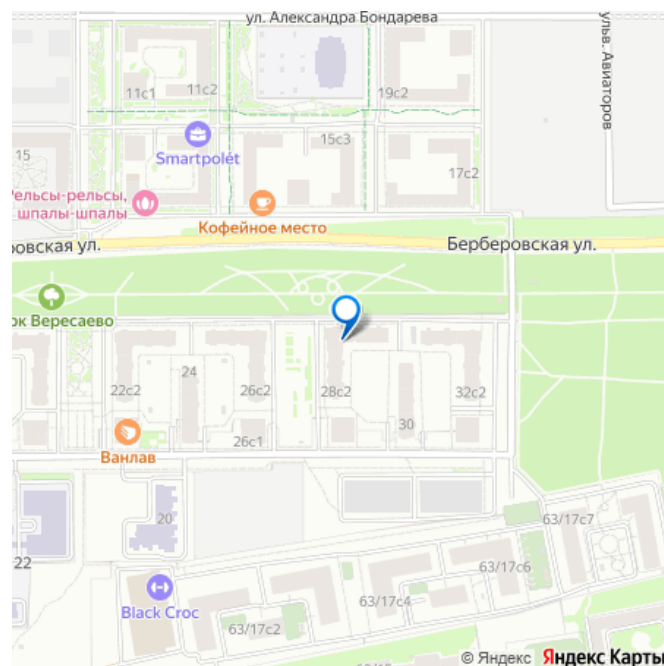 ул. Александра Бондарева
ул. Авиаторов
11с1
11с2
19с2
15с3
15
Smartpolét
17с2
Рельсы-рельсы,
шпалы-шпалы
Кофейное место
ровская ул.
Берберовская ул.
рк Вересаево
24
22с2
26с2
28с2
32с2
30
26с1
Ванлав
20
22
63/17с7
63/17с6
63/17с4
Black Croc
63/17с2
© Яндекс Яндекс Карты